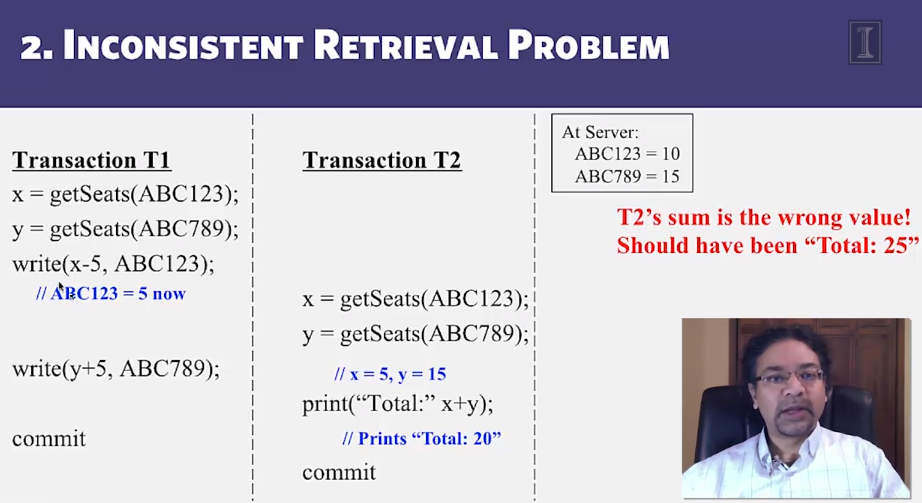 2. INCONSISTENT RETRIEVAL PROBLEM
I
Transaction T1
x = getSeats(ABC123);
y = getSeats(ABC789);
write(x-5, ABC123);
// ABC123 = 5 now
write(y+5, ABC789);
commit
Transaction T2
x = getSeats(ABC123);
y = getSeats(ABC789);
// x = 5, y = 15
print(“Total:” x+y);
// Prints “Total: 20”
commit
At Server:
ABC123 = 10
ABC789 = 15
T2’s sum is the wrong value!
Should have been “Total: 25”